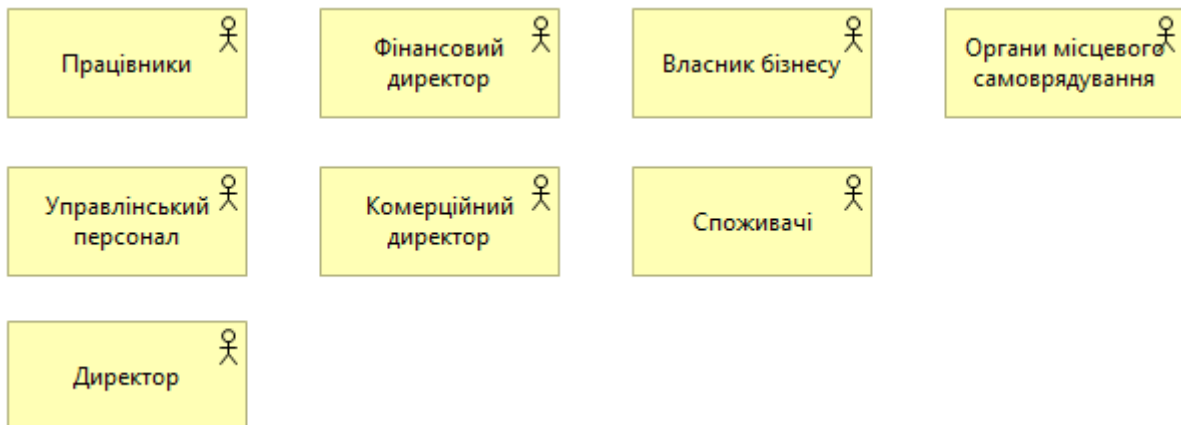 Працівники
Фінансовий
директор
Власник бізнесу
Органи місцевого
самоврядування
Управлінський
персонал
Комерційний
директор
Споживачі
Директор